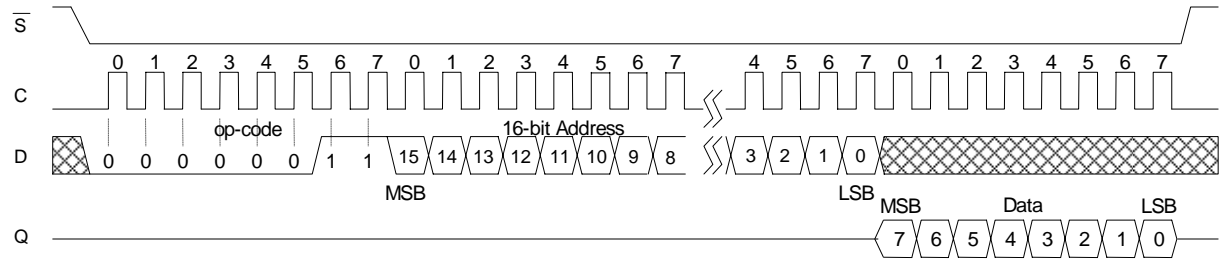 S
0 1 2 3 4 5 6 7 0 1 2 3 4 5 6 7 4 5 6 7 0 1 2 3 4 5 6 7
C
op-code 16-bit Address
D 0 0 0 0 0 0 1 1 15 14 13 12 11 10 9 8 3 2 1 0
MSB LSB MSB Data LSB
Q 7 6 5 4 3 2 1 0